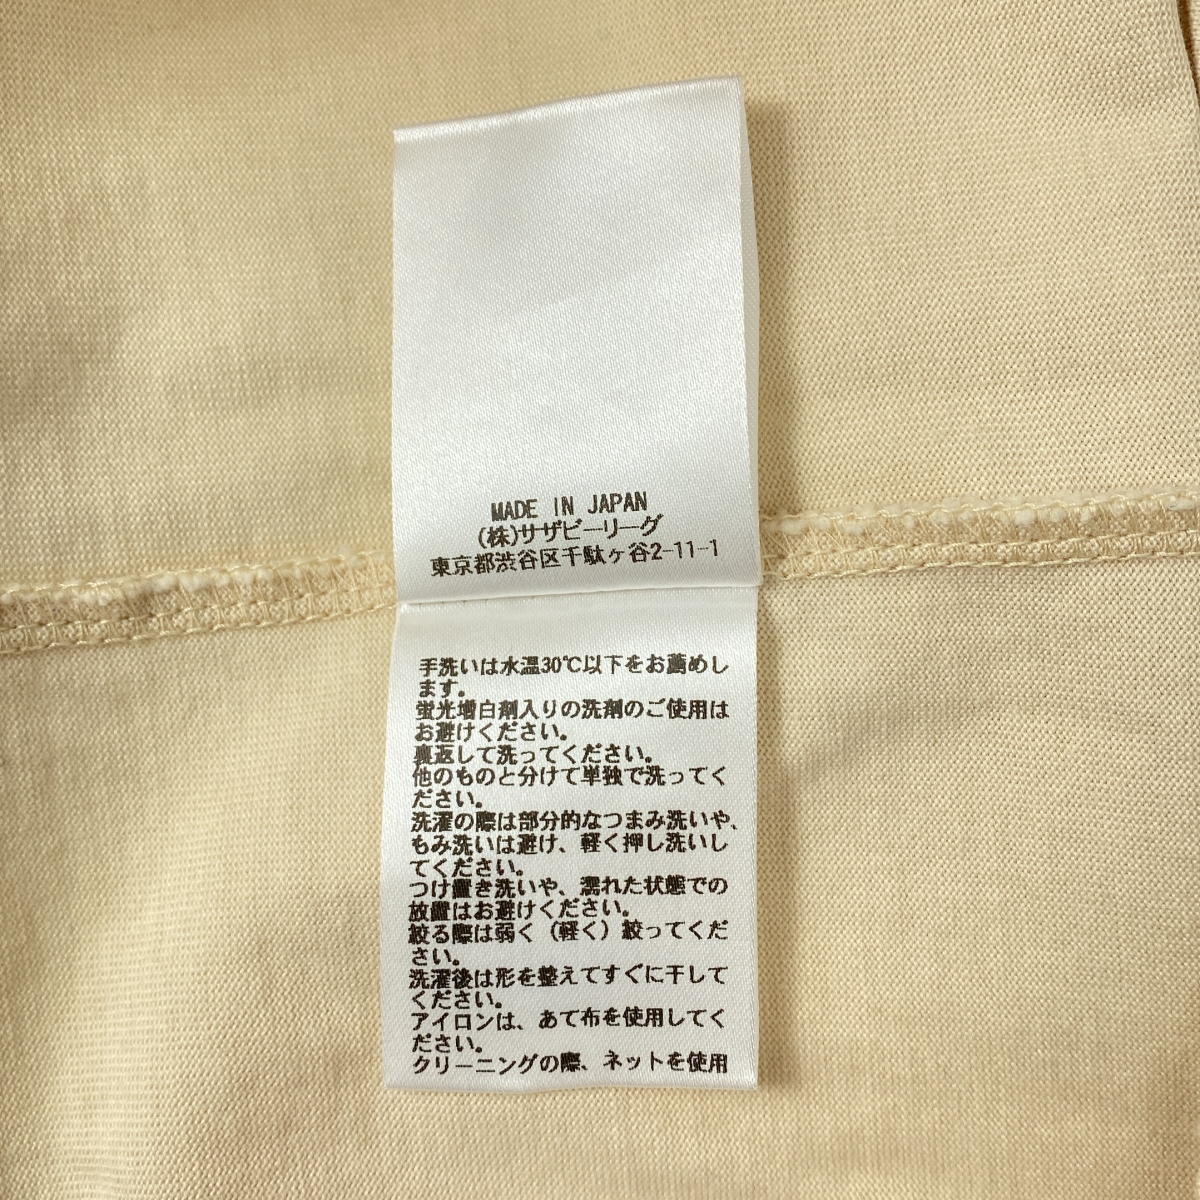 MADE IN JAPAN
(株)サザビーリーグ
東京都渋谷区千駄ヶ谷2-11-1
手洗いは水温30℃以下をお薦めし
ます。
蛍光増白剤入りの洗剤のご使用は
お避けください。
裏返して洗ってください。
他のものと分けて単独で洗ってく
ださい。
洗濯の際は部分的なつまみ洗いや、
もみ洗いは避け、軽く押し洗いし
てください。
つけ置き洗いや、濡れた状態での
放置はお避けください。
絞る際は弱く（軽く）絞ってくだ
さい。
洗濯後は形を整えてすぐに干して
ください。
アイロンは、あて布を使用してく
ださい。
クリーニングの際、ネットを使用